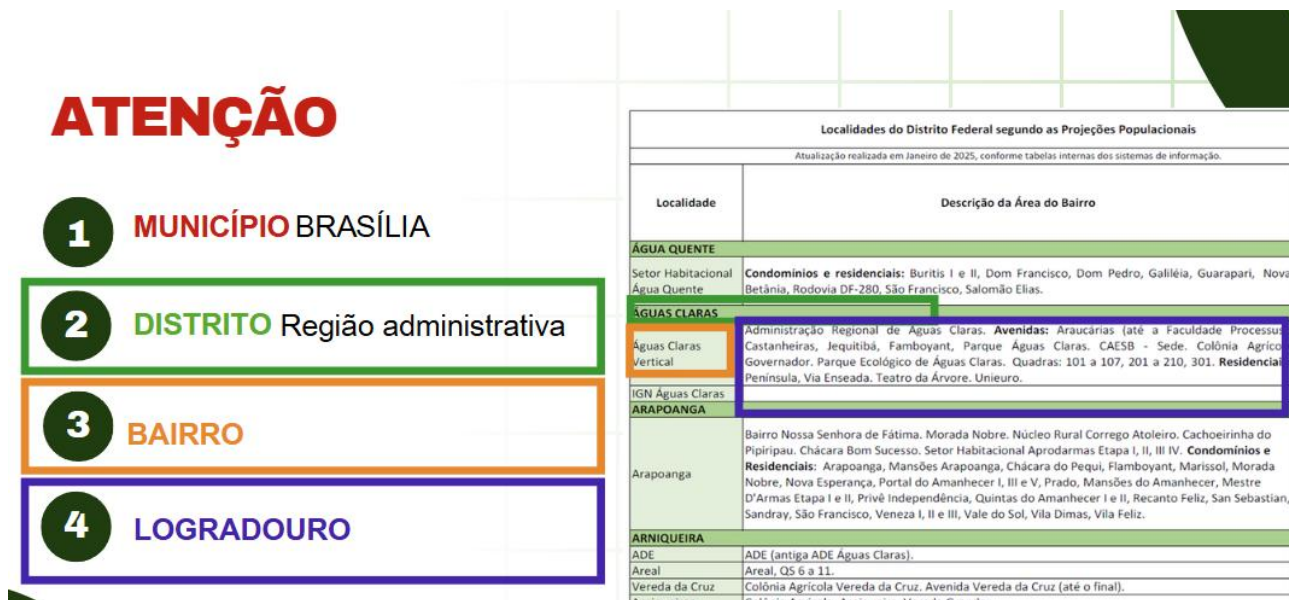 ATENÇÃO
1 MUNICÍPIO BRASÍLIA
2 DISTRITO Região administrativa
3 BAIRRO
4 LOGRADOURO
Localidades do Distrito Federal segundo as Projeções Populacionais
Atualização realizada em Janeiro de 2025, conforme tabelas internas dos sistemas de informação.
Localidade
Descrição da Área do Bairro
ÁGUA QUENTE
Setor Habitacional
Água Quente
Condomínios e residenciais: Buritis I e II, Dom Francisco, Dom Pedro, Galiléia, Guarapari, Nova
Betânia, Rodovia DF-280, São Francisco, Salomão Elias.
ÁGUAS CLARAS
Águas Claras
Vertical
Administração Regional de Águas Claras. Avenidas: Araucárias (até a Faculdade Processus
Castanheiras, Jequitibá, Famboyant, Parque Águas Claras. CAESB - Sede. Colônia Agríco
Governador. Parque Ecológico de Águas Claras. Quadras: 101 a 107, 201 a 210, 301. Residenciai
Península, Via Enseada. Teatro da Árvore. Unieuro.
IGN Águas Claras
ARAPOANGA
Arapoanga
Bairro Nossa Senhora de Fátima. Morada Nobre. Núcleo Rural Corrego Atoleiro. Cachoeirinha do
Pipiripau. Chácara Bom Sucesso. Setor Habitacional Aprodarmas Etapa I, II, III IV. Condomínios e
Residenciais: Arapoanga, Mansões Arapoanga, Chácara do Pequi, Flamboyant, Marissol, Morada
Nobre, Nova Esperança, Portal do Amanhecer I, III e V, Prado, Mansões do Amanhecer, Mestre
D'Armas Etapa I e II, Privê Independência, Quintas do Amanhecer I e II, Recanto Feliz, San Sebastian,
Sandray, São Francisco, Veneza I, II e III, Vale do Sol, Vila Dimas, Vila Feliz.
ARNIQUEIRA
ADE
ADE (antiga ADE Águas Claras).
Areal
Areal, QS 6 a 11.
Vereda da Cruz
Colônia Agrícola Vereda da Cruz. Avenida Vereda da Cruz (até o final).